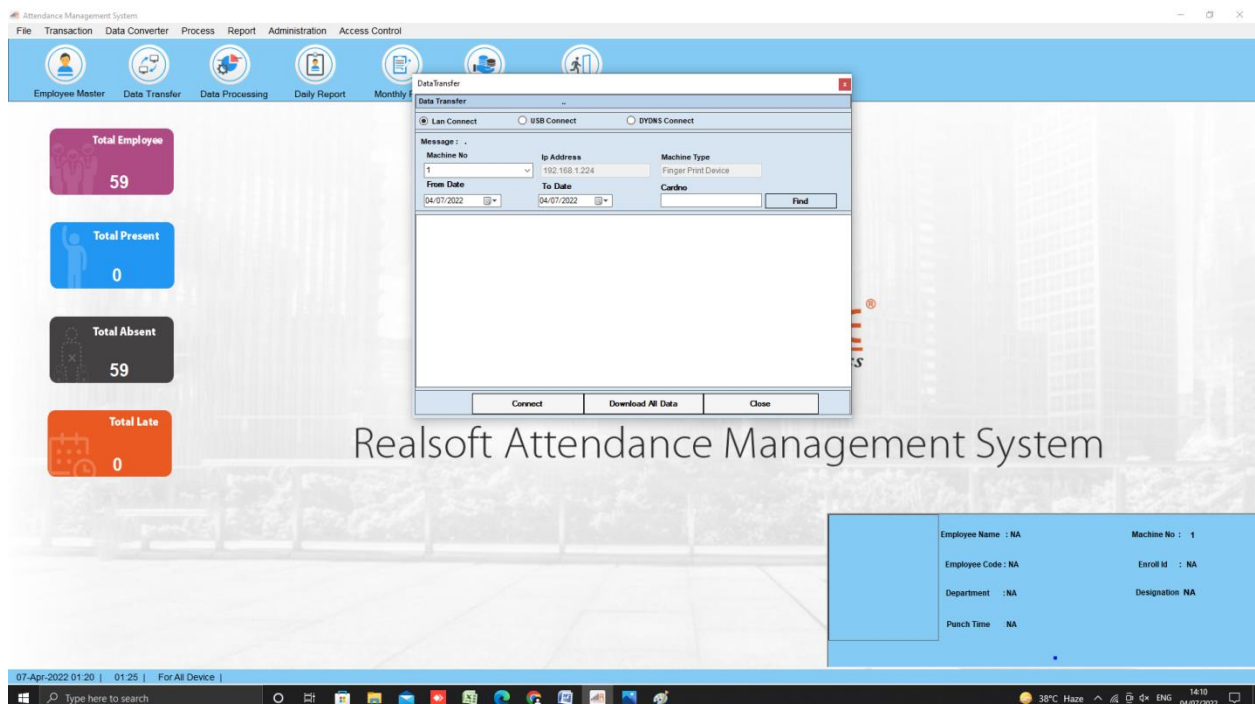 Attendance Management System
File Transaction Data Converter Process Report Administration Access Control
Employee Master Data Transfer Data Processing Daily Report Monthly
DataTransfer
x
Data Transfer ..
Lan Connect USB Connect DYDNS Connect
Message : .
Machine No Ip Address Machine Type
1 192.168.1.224 Finger Print Device
From Date To Date Cardno
04/07/2022 04/07/2022 Find
Connect Download All Data Close
Total Employee
59
Total Present
0
Total Absent
59
Total Late
0
®
Realsoft Attendance Management System
Employee Name : NA Machine No : 1
Employee Code : NA Enroll Id : NA
Department :NA Designation NA
Punch Time NA
07-Apr-2022 01:20 | 01:25 | For All Device |
Type here to search
38°C Haze ENG 14:10
04/07/2022